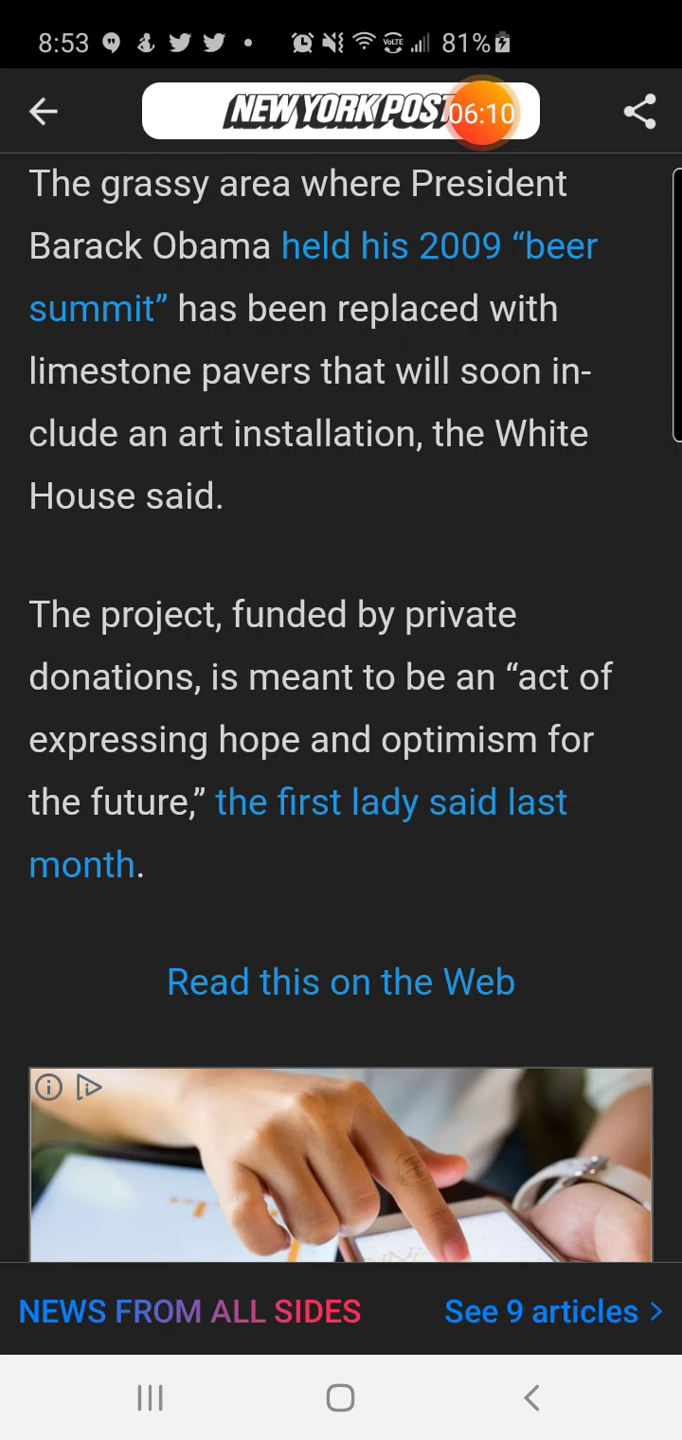 8:53
VoLTE
81%
NEW YORK POST
06:10
The grassy area where President
Barack Obama held his 2009 “beer
summit” has been replaced with
limestone pavers that will soon in-
clude an art installation, the White
House said.
The project, funded by private
donations, is meant to be an “act of
expressing hope and optimism for
the future,” the first lady said last
month.
Read this on the Web
NEWS FROM ALL SIDES
See 9 articles >